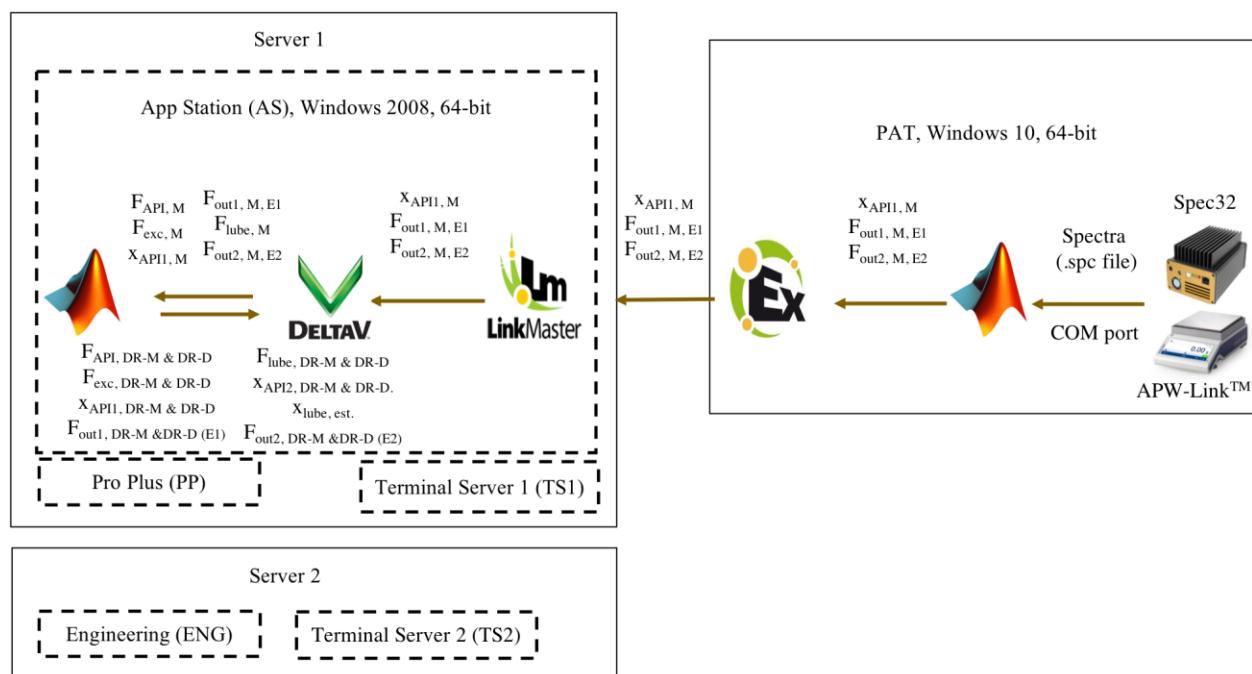 Server 1
App Station (AS), Windows 2008, 64-bit
F_API, M
F_exc, M
x_API1, M
F_out1, M, E1
F_lube, M
F_out2, M, E2
x_API1, M
F_out1, M, E1
F_out2, M, E2
DELTAV
Lm
LinkMaster
F_API, DR-M & DR-D
F_exc, DR-M & DR-D
x_API1, DR-M & DR-D
F_out1, DR-M &DR-D (E1)
F_lube, DR-M & DR-D
x_API2, DR-M & DR-D.
x_lube, est.
F_out2, DR-M &DR-D (E2)
Pro Plus (PP)
Terminal Server 1 (TS1)
x_API1, M
F_out1, M, E1
F_out2, M, E2
PAT, Windows 10, 64-bit
Ex
x_API1, M
F_out1, M, E1
F_out2, M, E2
Spec32
Spectra
(.spc file)
COM port
0.00
APW-Link™
Server 2
Engineering (ENG)
Terminal Server 2 (TS2)